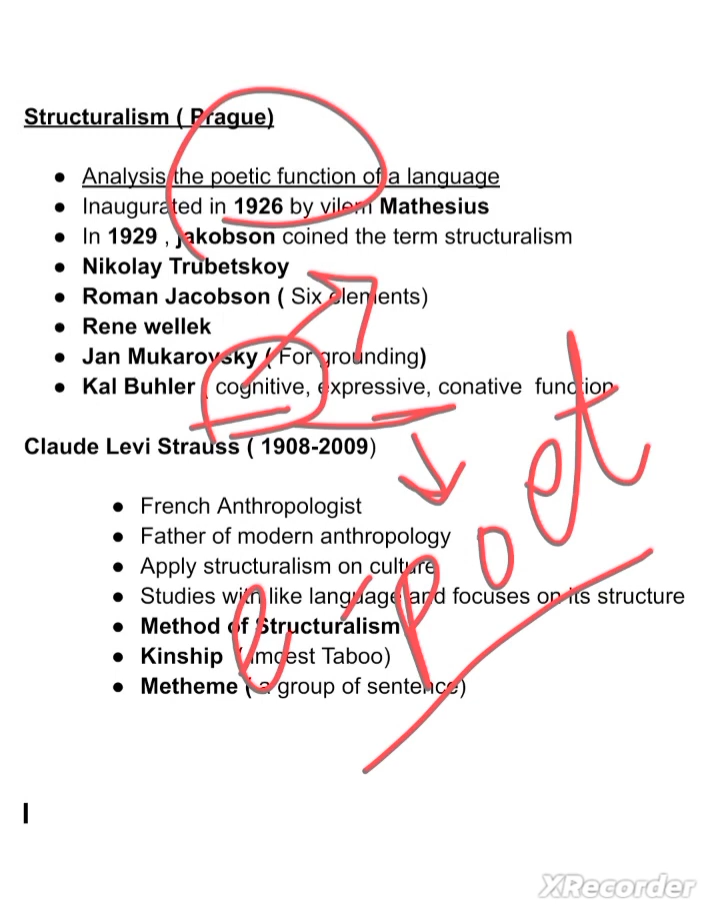 Structuralism ( Prague)
● Analysis the poetic function of a language
● Inaugurated in 1926 by vilem Mathesius
● In 1929 , jakobson coined the term structuralism
● Nikolay Trubetskoy
● Roman Jacobson ( Six elements)
● Rene wellek
● Jan Mukarovsky ( For grounding)
● Kal Buhler ( cognitive, expressive, conative function
Claude Levi Strauss ( 1908-2009)
● French Anthropologist
● Father of modern anthropology
● Apply structuralism on culture
● Studies with like language and focuses on its structure
● Method of Structuralism
● Kinship ( Taboo)
● Metheme ( a group of sentence)
e-poet
XRecorder